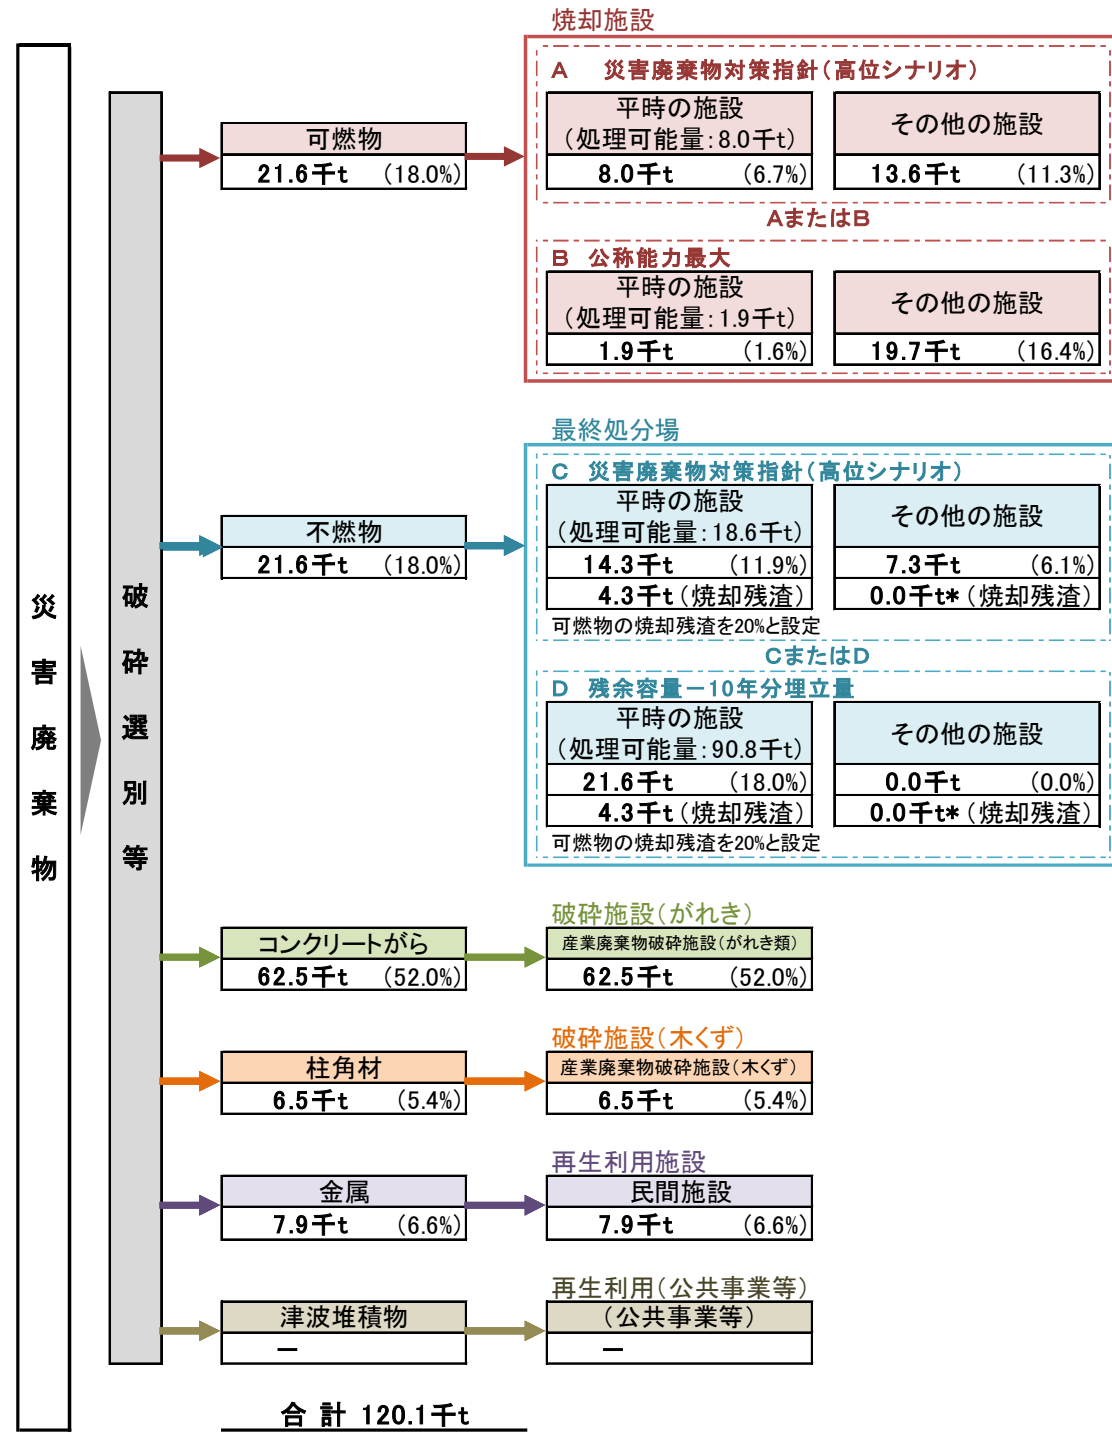 災害廃棄物
破砕選別等
焼却施設
A 災害廃棄物対策指針(高位シナリオ)
可燃物
21.6千t (18.0%)
平時の施設
(処理可能量:8.0千t)
8.0千t (6.7%)
その他の施設
13.6千t (11.3%)
AまたはB
B 公称能力最大
平時の施設
(処理可能量:1.9千t)
1.9千t (1.6%)
その他の施設
19.7千t (16.4%)
最終処分場
C 災害廃棄物対策指針(高位シナリオ)
不燃物
21.6千t (18.0%)
平時の施設
(処理可能量:18.6千t)
14.3千t (11.9%)
4.3千t (焼却残渣)
その他の施設
7.3千t (6.1%)
0.0千t* (焼却残渣)
可燃物の焼却残渣を20%と設定
CまたはD
D 残余容量-10年分埋立量
平時の施設
(処理可能量:90.8千t)
21.6千t (18.0%)
4.3千t (焼却残渣)
その他の施設
0.0千t (0.0%)
0.0千t* (焼却残渣)
可燃物の焼却残渣を20%と設定
破砕施設(がれき)
コンクリートがら
62.5千t (52.0%)
産業廃棄物破砕施設(がれき類)
62.5千t (52.0%)
破砕施設(木くず)
柱角材
6.5千t (5.4%)
産業廃棄物破砕施設(木くず)
6.5千t (5.4%)
再生利用施設
金属
7.9千t (6.6%)
民間施設
7.9千t (6.6%)
再生利用(公共事業等)
津波堆積物
―
(公共事業等)
―
合 計 120.1千t